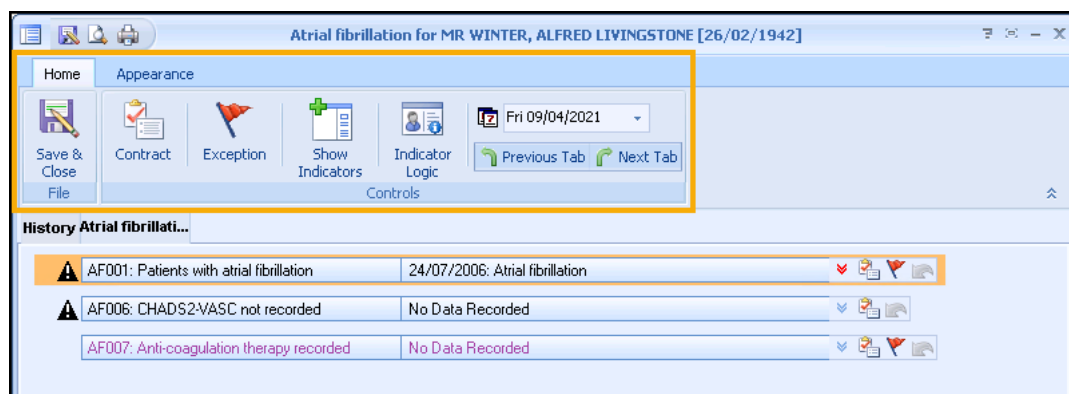 Atrial fibrillation for MR WINTER, ALFRED LIVINGSTONE [26/02/1942]
Home Appearance
Save & Close
Contract
Exception
Show Indicators
Indicator Logic
Fri 09/04/2021
Previous Tab Next Tab
File Controls
History Atrial fibrillati...
AF001: Patients with atrial fibrillation 24/07/2006: Atrial fibrillation
AF006: CHADS2-VASC not recorded No Data Recorded
AF007: Anti-coagulation therapy recorded No Data Recorded